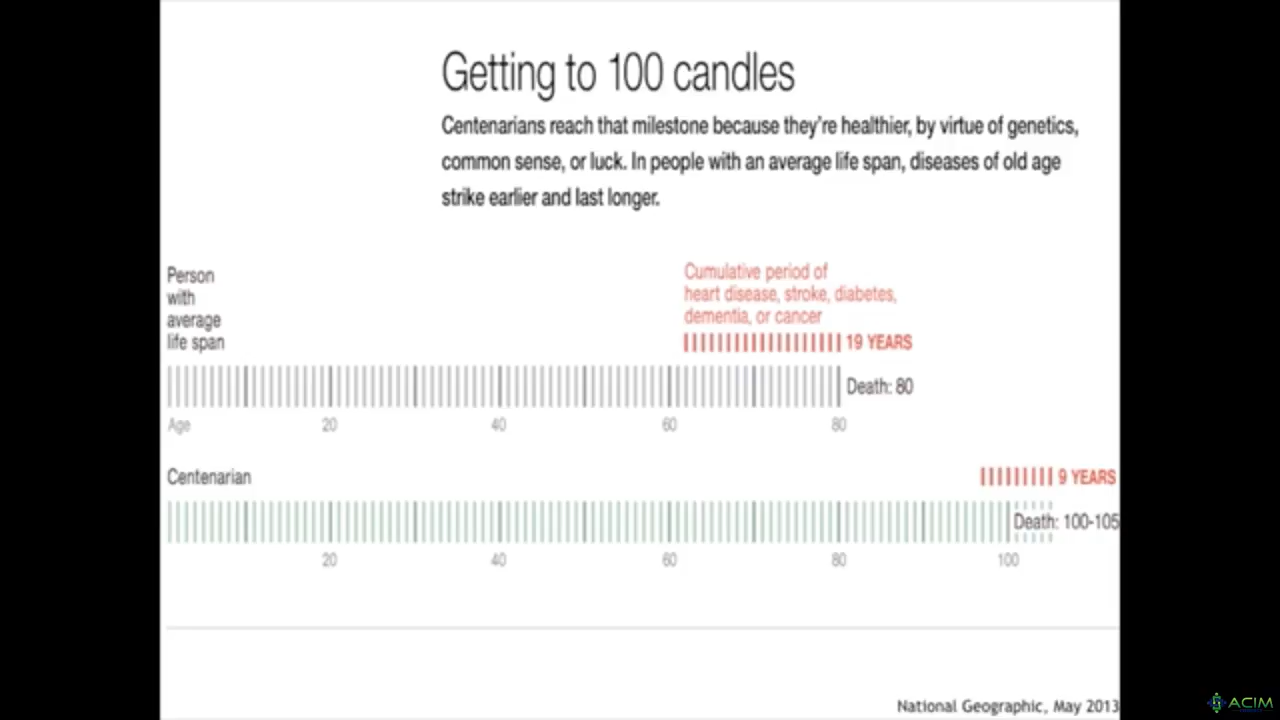 Getting to 100 candles
Centenarians reach that milestone because they're healthier, by virtue of genetics,
common sense, or luck. In people with an average life span, diseases of old age
strike earlier and last longer.
Person
with
average
life span
Cumulative period of
heart disease, stroke, diabetes,
dementia, or cancer
19 YEARS
Death: 80
Age 20 40 60 80
Centenarian
9 YEARS
Death: 100-105
20 40 60 80 100
National Geographic, May 2013
ACIM